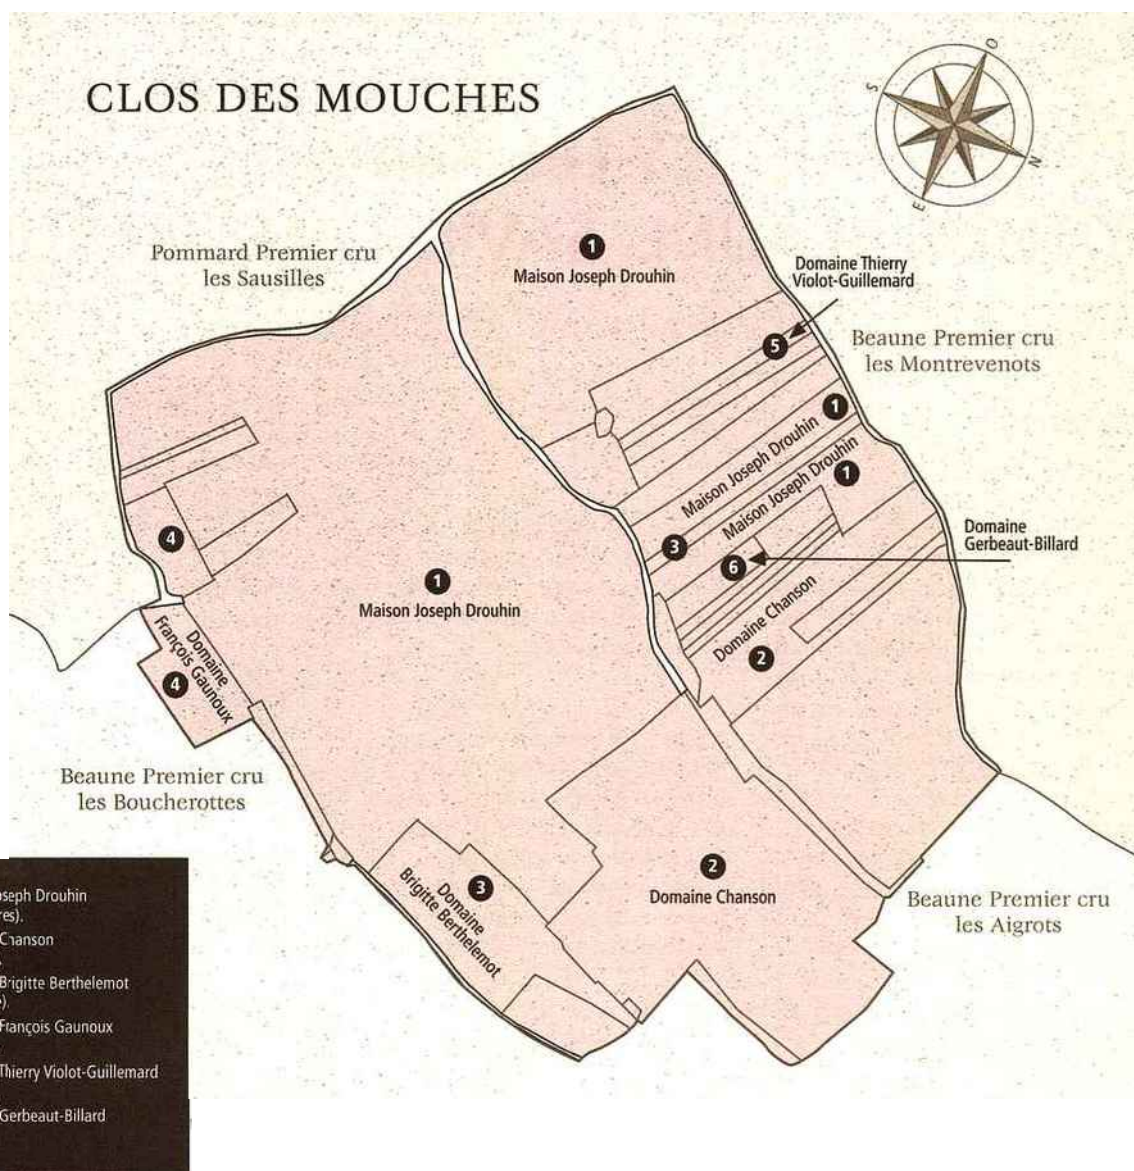 CLOS DES MOUCHES
O
S
N
E
Pommard Premier cru
les Sausilles
1
Maison Joseph Drouhin
Domaine Thierry
Violot-Guillemard
5
Beaune Premier cru
les Montrevenots
1
Maison Joseph Drouhin
1
Maison Joseph Drouhin
3
6
Domaine
Gerbeaut-Billard
4
1
Maison Joseph Drouhin
Domaine Chanson
2
Domaine
François Gaunoux
4
Beaune Premier cru
les Boucherottes
3
Domaine
Brigitte Berthelemot
2
Domaine Chanson
Beaune Premier cru
les Aigrots
Drouhin
Chanson
Brigitte Berthelemot
François Gaunoux
Thierry Violot-Guillemard
Gerbeaut-Billard